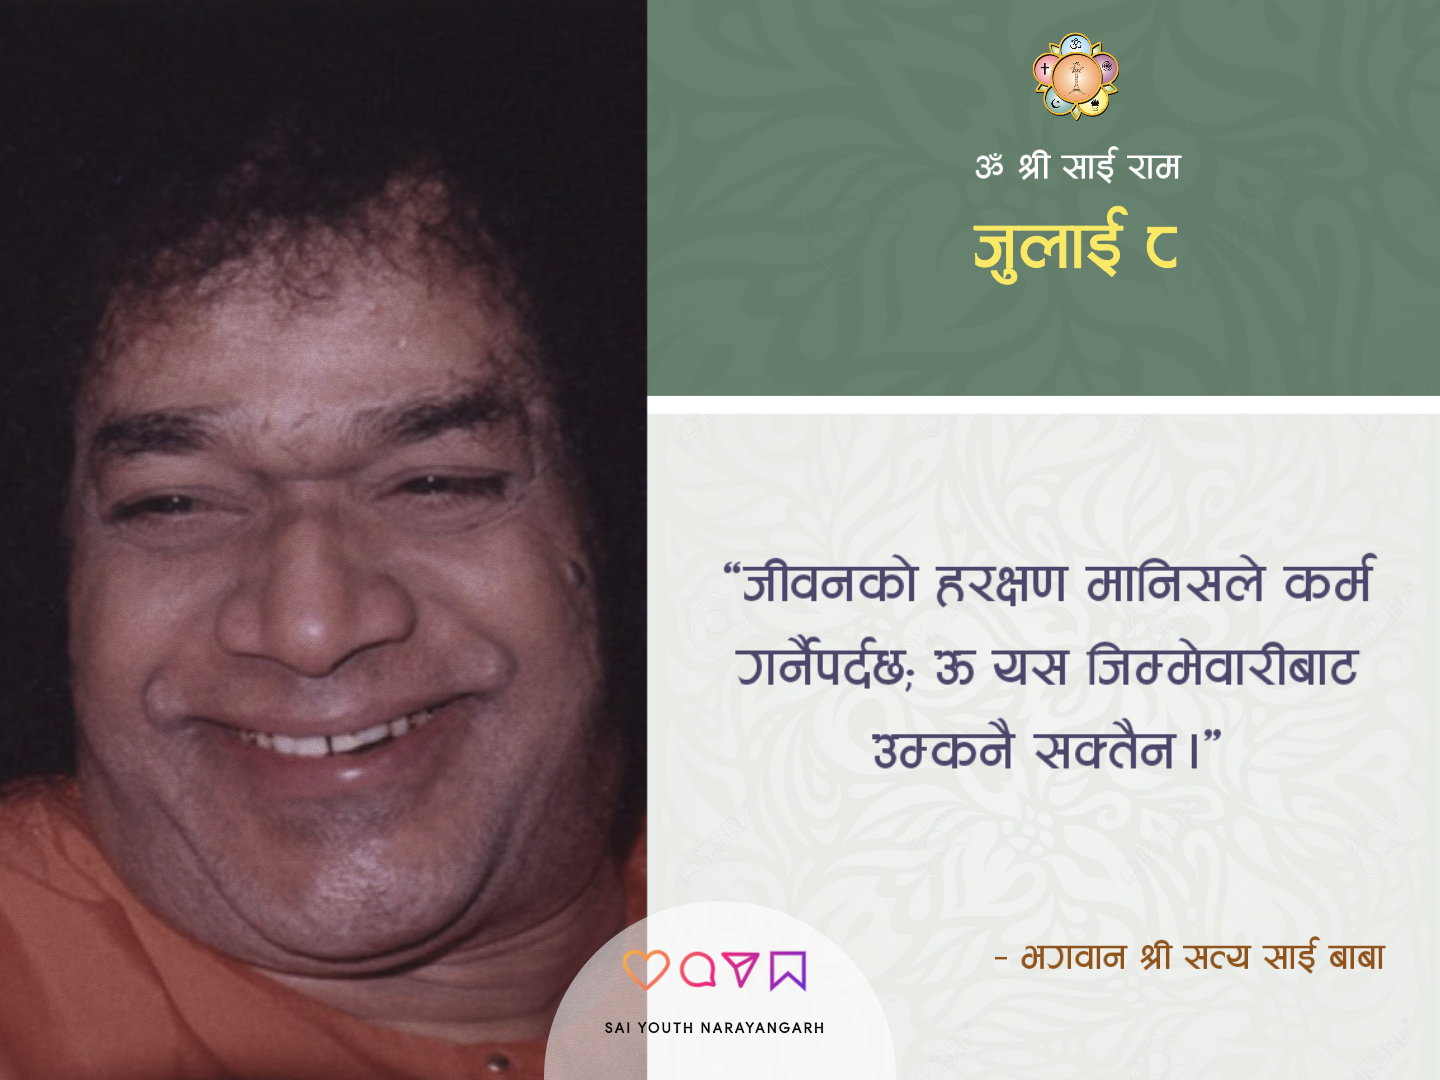 ॐ श्री साई राम
जुलाई ८
“जीवनको हरक्षण मानिसले कर्म
गर्नैपर्दछ; ऊ यस जिम्मेवारीबाट
उम्कनै सक्तैन।”
- भगवान श्री सत्य साई बाबा
SAI YOUTH NARAYANGARH